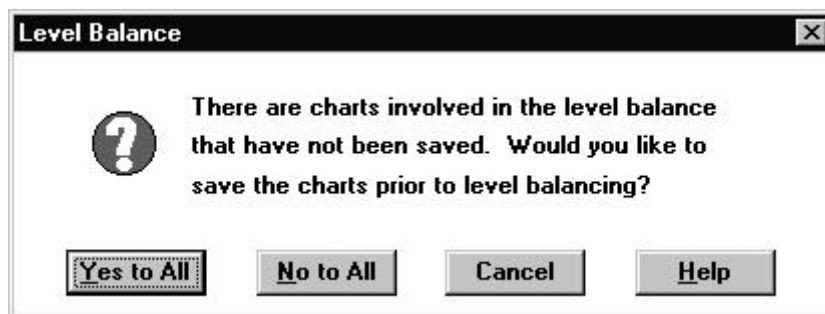 Level Balance
There are charts involved in the level balance
that have not been saved.  Would you like to
save the charts prior to level balancing?
Yes to All
No to All
Cancel
Help